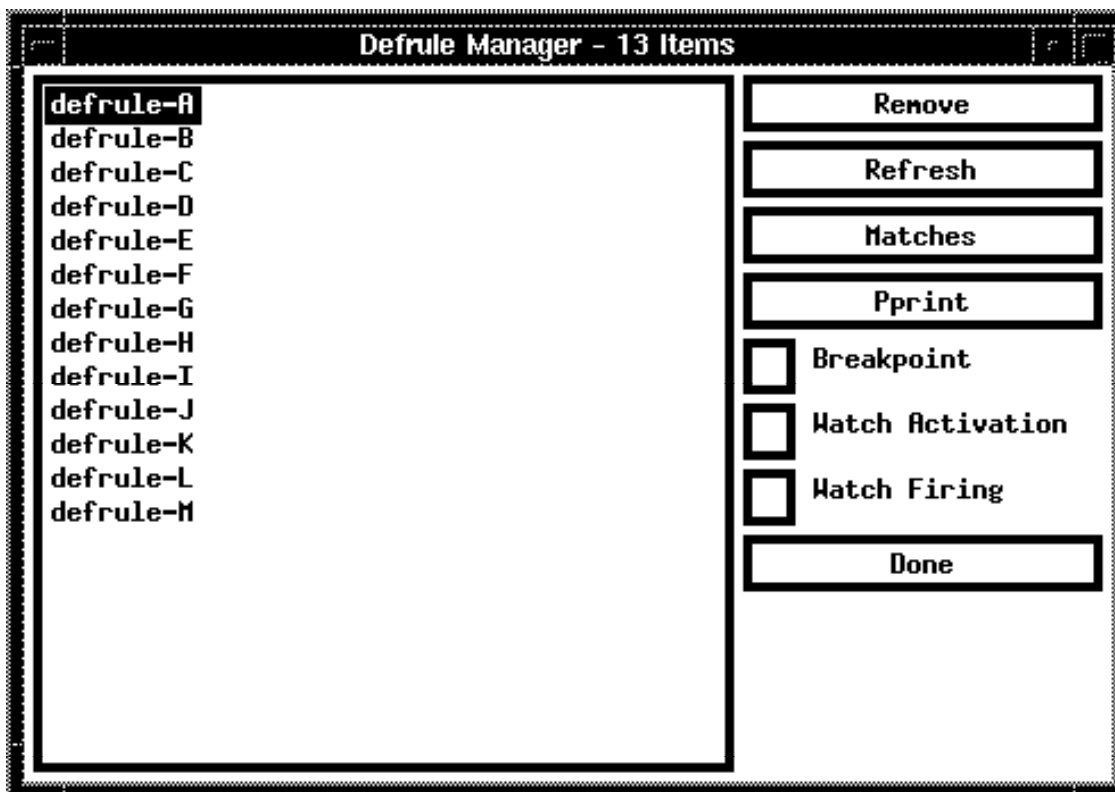 Defrule Manager - 13 Items
defrule-A
defrule-B
defrule-C
defrule-D
defrule-E
defrule-F
defrule-G
defrule-H
defrule-I
defrule-J
defrule-K
defrule-L
defrule-M
Remove
Refresh
Matches
Pprint
Breakpoint
Watch Activation
Watch Firing
Done